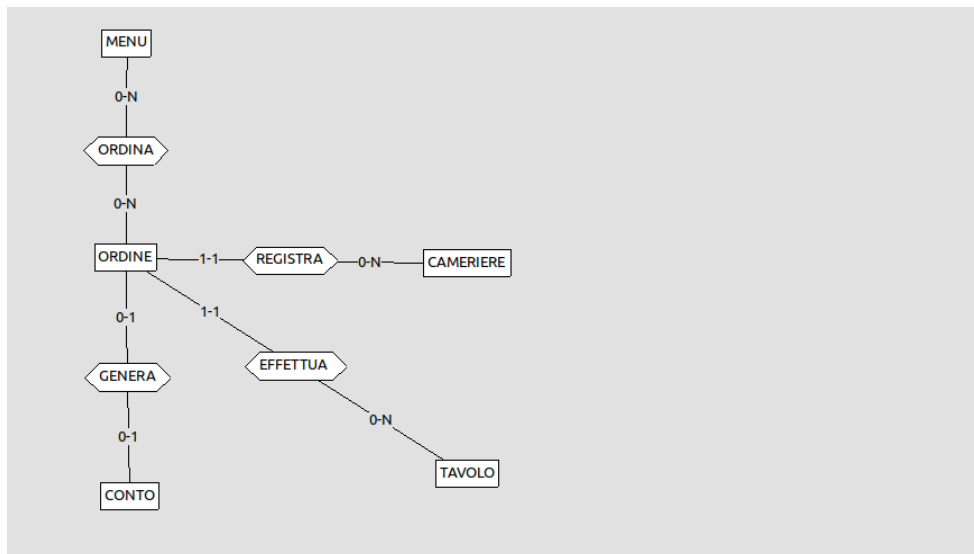 MENU
0-N
ORDINA
0-N
ORDINE
1-1
REGISTRA
0-N
CAMERIERE
0-1
1-1
GENERA
EFFETTUA
0-1
0-N
CONTO
TAVOLO